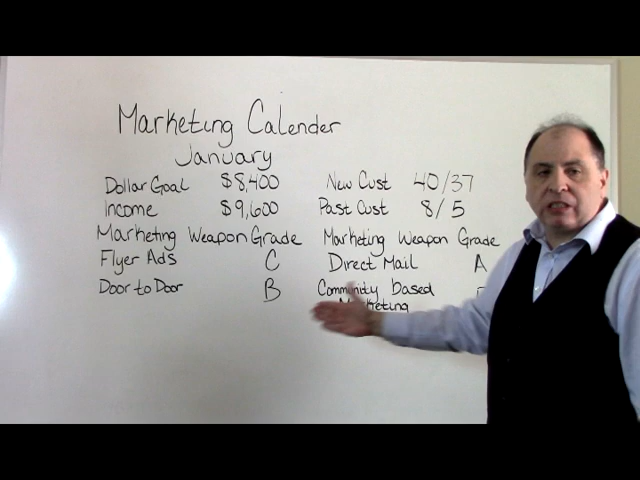 Marketing Calender
January
Dollar Goal $8,400 New Cust 40/37
Income $9,600 Past Cust 8/5
Marketing Weapon Grade Marketing Weapon Grade
Flyer Ads C Direct Mail A
Door to Door B Community based
Marketing